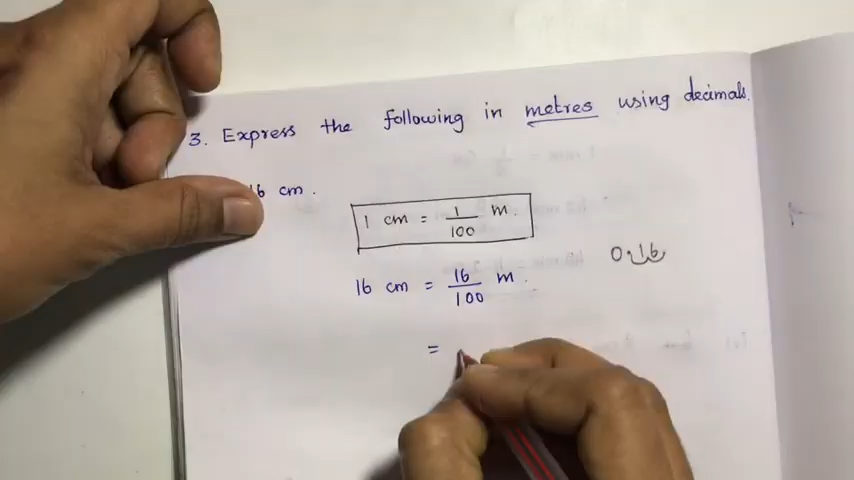 3. Express the following in metres using decimals.
16 cm.
1 cm = 1/100 m.
0.16
16 cm = 16/100 m.
=